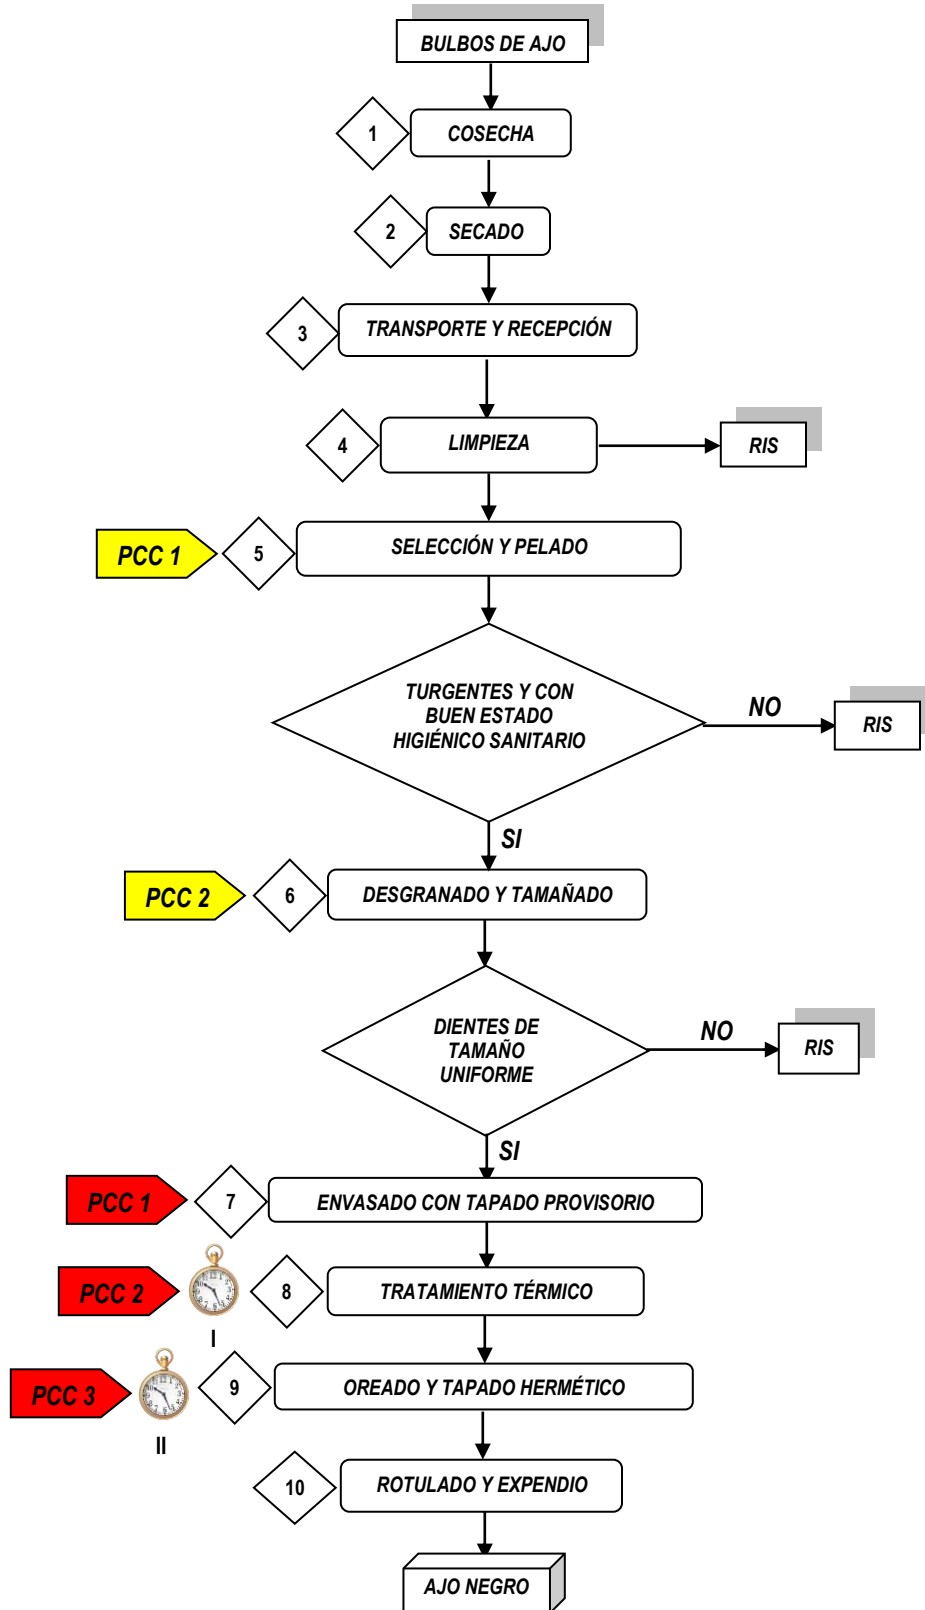 BULBOS DE AJO
1
COSECHA
2
SECADO
3
TRANSPORTE Y RECEPCIÓN
4
LIMPIEZA
RIS
PCC 1
5
SELECCIÓN Y PELADO
TURGENTES Y CON
BUEN ESTADO
HIGIÉNICO SANITARIO
NO
RIS
SI
PCC 2
6
DESGRANADO Y TAMAÑADO
DIENTES DE
TAMAÑO
UNIFORME
NO
RIS
SI
PCC 1
7
ENVASADO CON TAPADO PROVISORIO
PCC 2
I
8
TRATAMIENTO TÉRMICO
PCC 3
II
9
OREADO Y TAPADO HERMÉTICO
10
ROTULADO Y EXPENDIO
AJO NEGRO